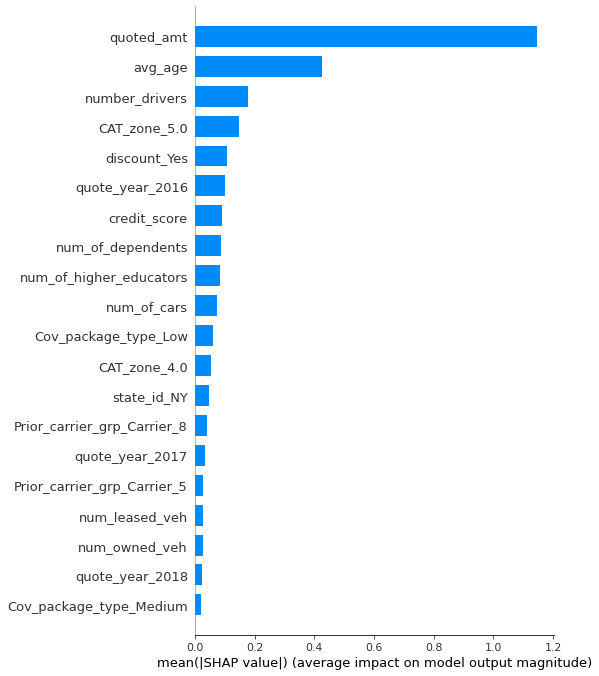 quoted_amt
avg_age
number_drivers
CAT_zone_5.0
discount_Yes
quote_year_2016
credit_score
num_of_dependents
num_of_higher_educators
num_of_cars
Cov_package_type_Low
CAT_zone_4.0
state_id_NY
Prior_carrier_grp_Carrier_8
quote_year_2017
Prior_carrier_grp_Carrier_5
num_leased_veh
num_owned_veh
quote_year_2018
Cov_package_type_Medium
0.0 0.2 0.4 0.6 0.8 1.0 1.2
mean(|SHAP value|) (average impact on model output magnitude)